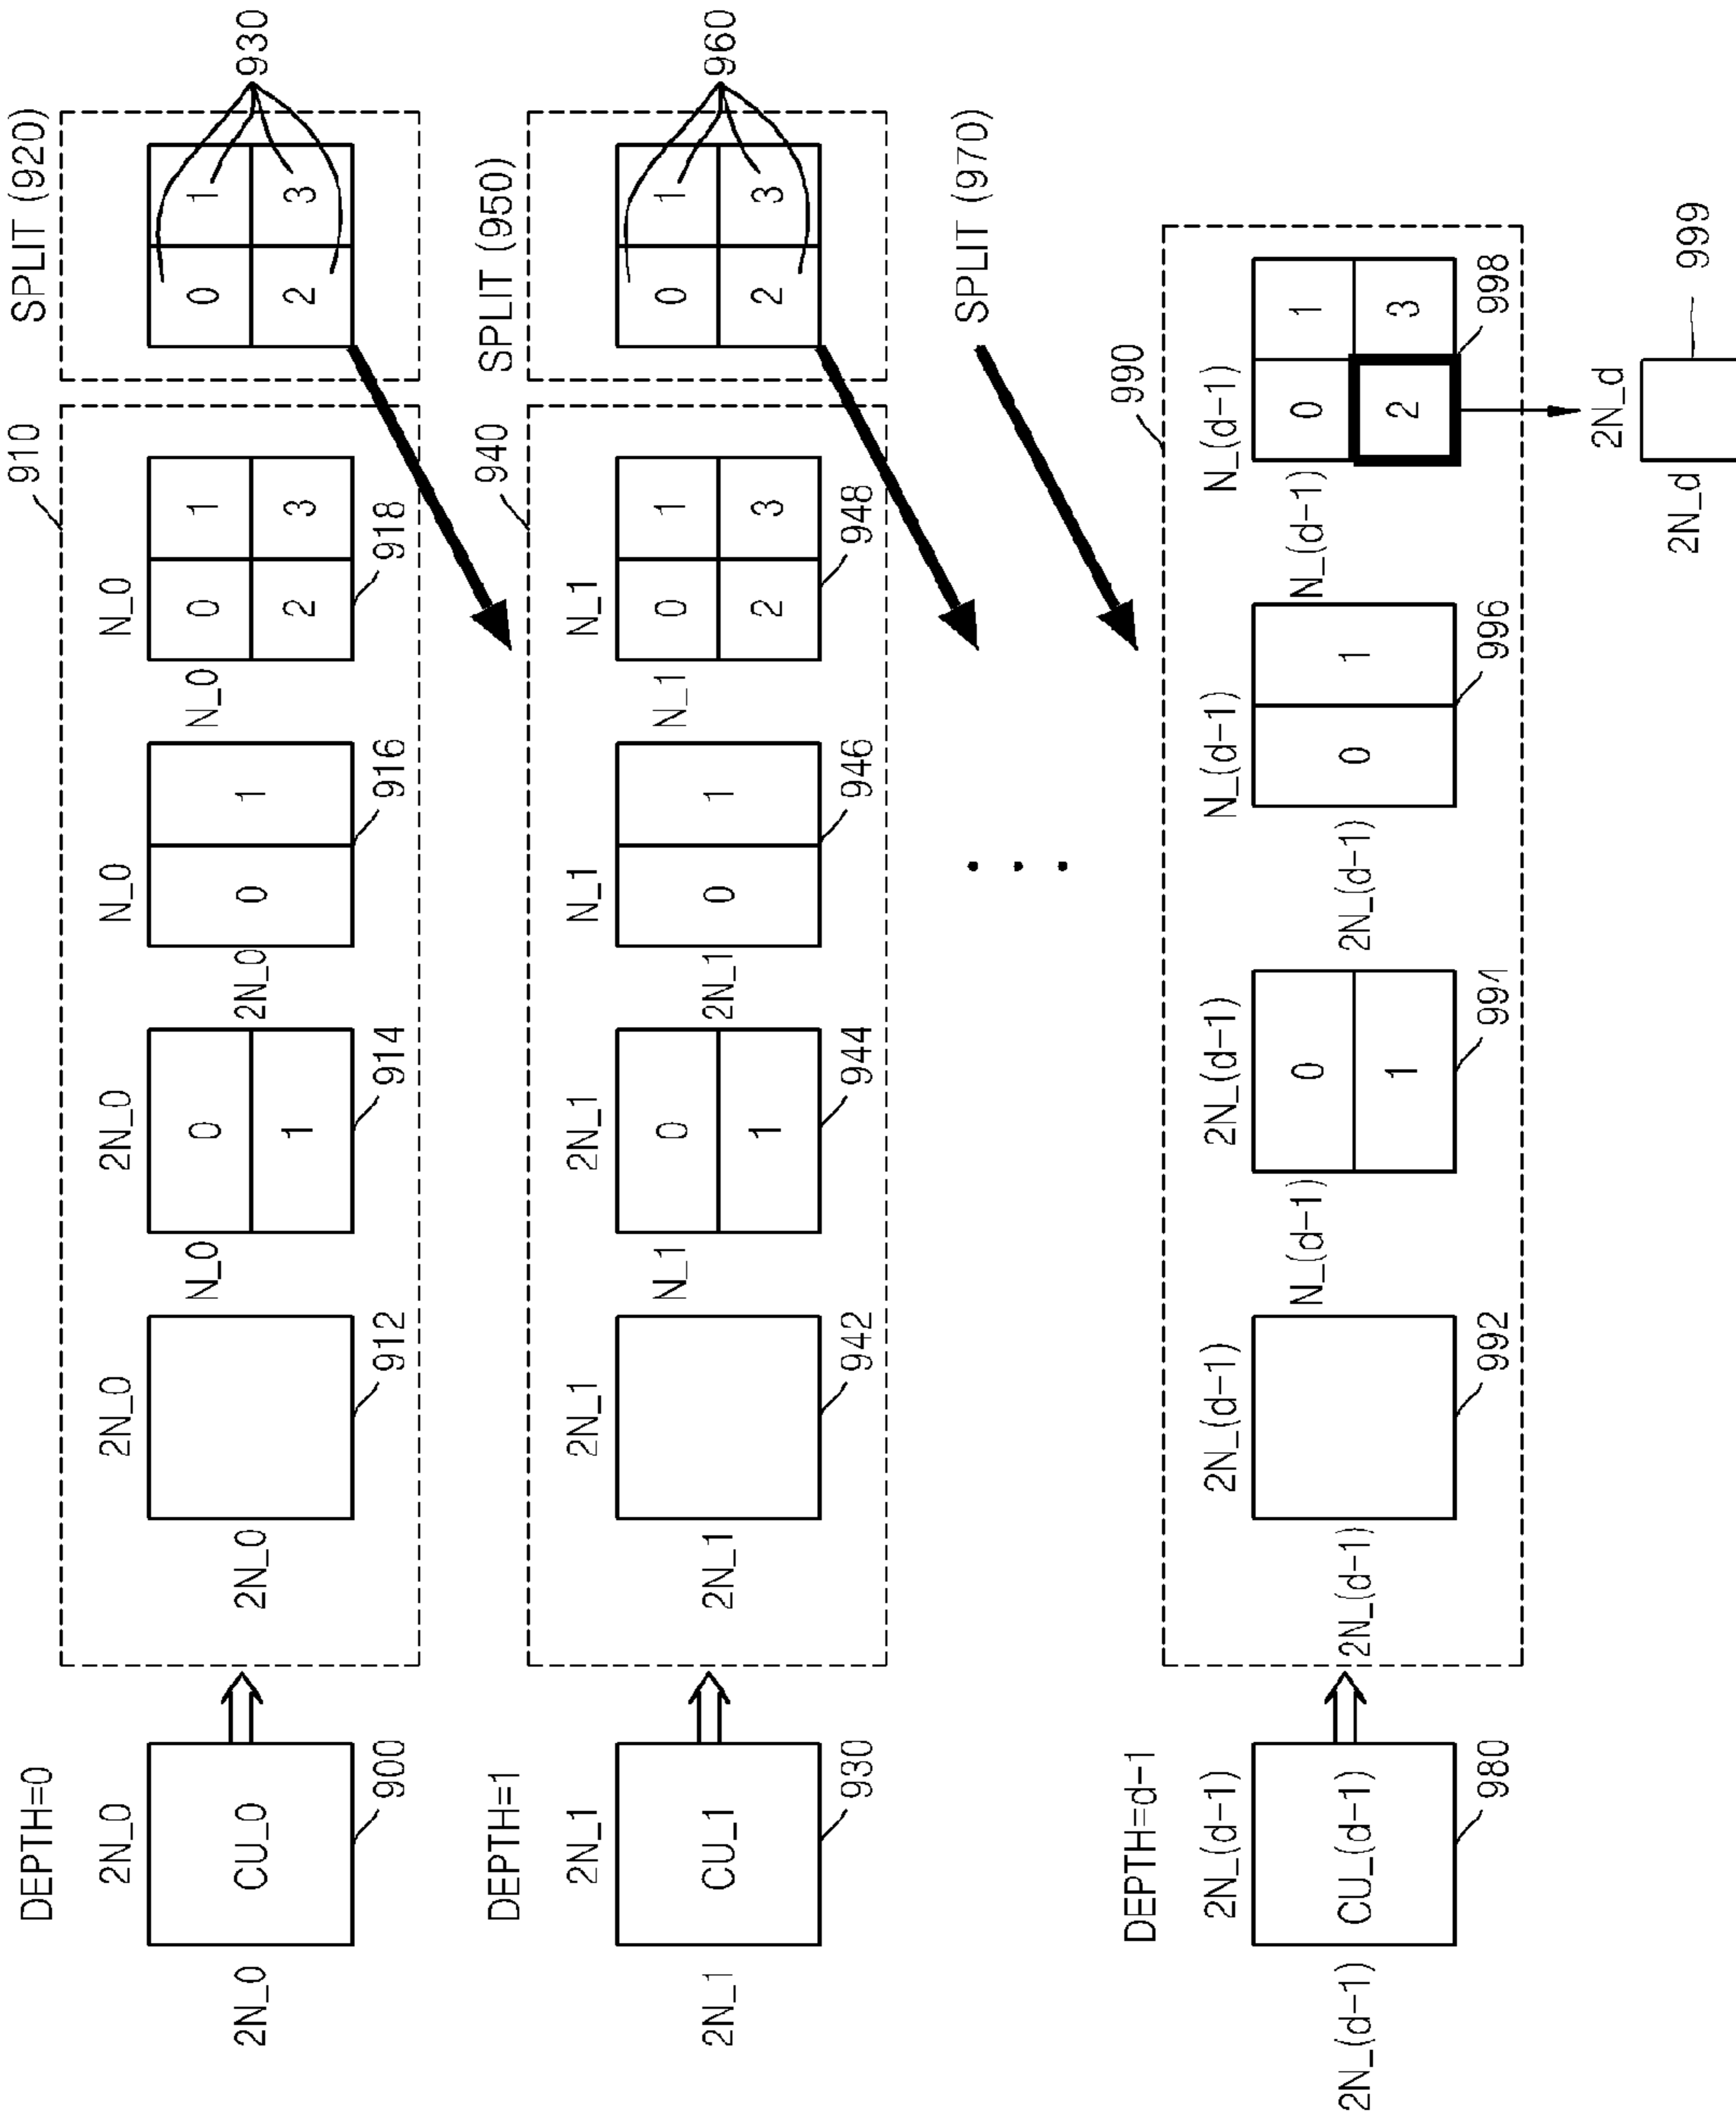 DEPTH=0
2N_0
2N_0
CU_0
900
910
2N_0
2N_0
912
2N_0
N_0
0
1
914
N_0
2N_0
0
1
916
N_0
N_0
0
1
2
3
918
SPLIT (920)
0
1
2
3
930
DEPTH=1
2N_1
2N_1
CU_1
930
940
2N_1
2N_1
942
2N_1
N_1
0
1
944
N_1
2N_1
0
1
946
N_1
N_1
0
1
2
3
948
SPLIT (950)
0
1
2
3
960
SPLIT (970)
DEPTH=d-1
2N_(d-1)
2N_(d-1)
CU_(d-1)
980
990
2N_(d-1)
2N_(d-1)
992
2N_(d-1)
N_(d-1)
0
1
994
N_(d-1)
2N_(d-1)
0
1
996
N_(d-1)
N_(d-1)
0
1
2
3
998
2N_d
2N_d
999